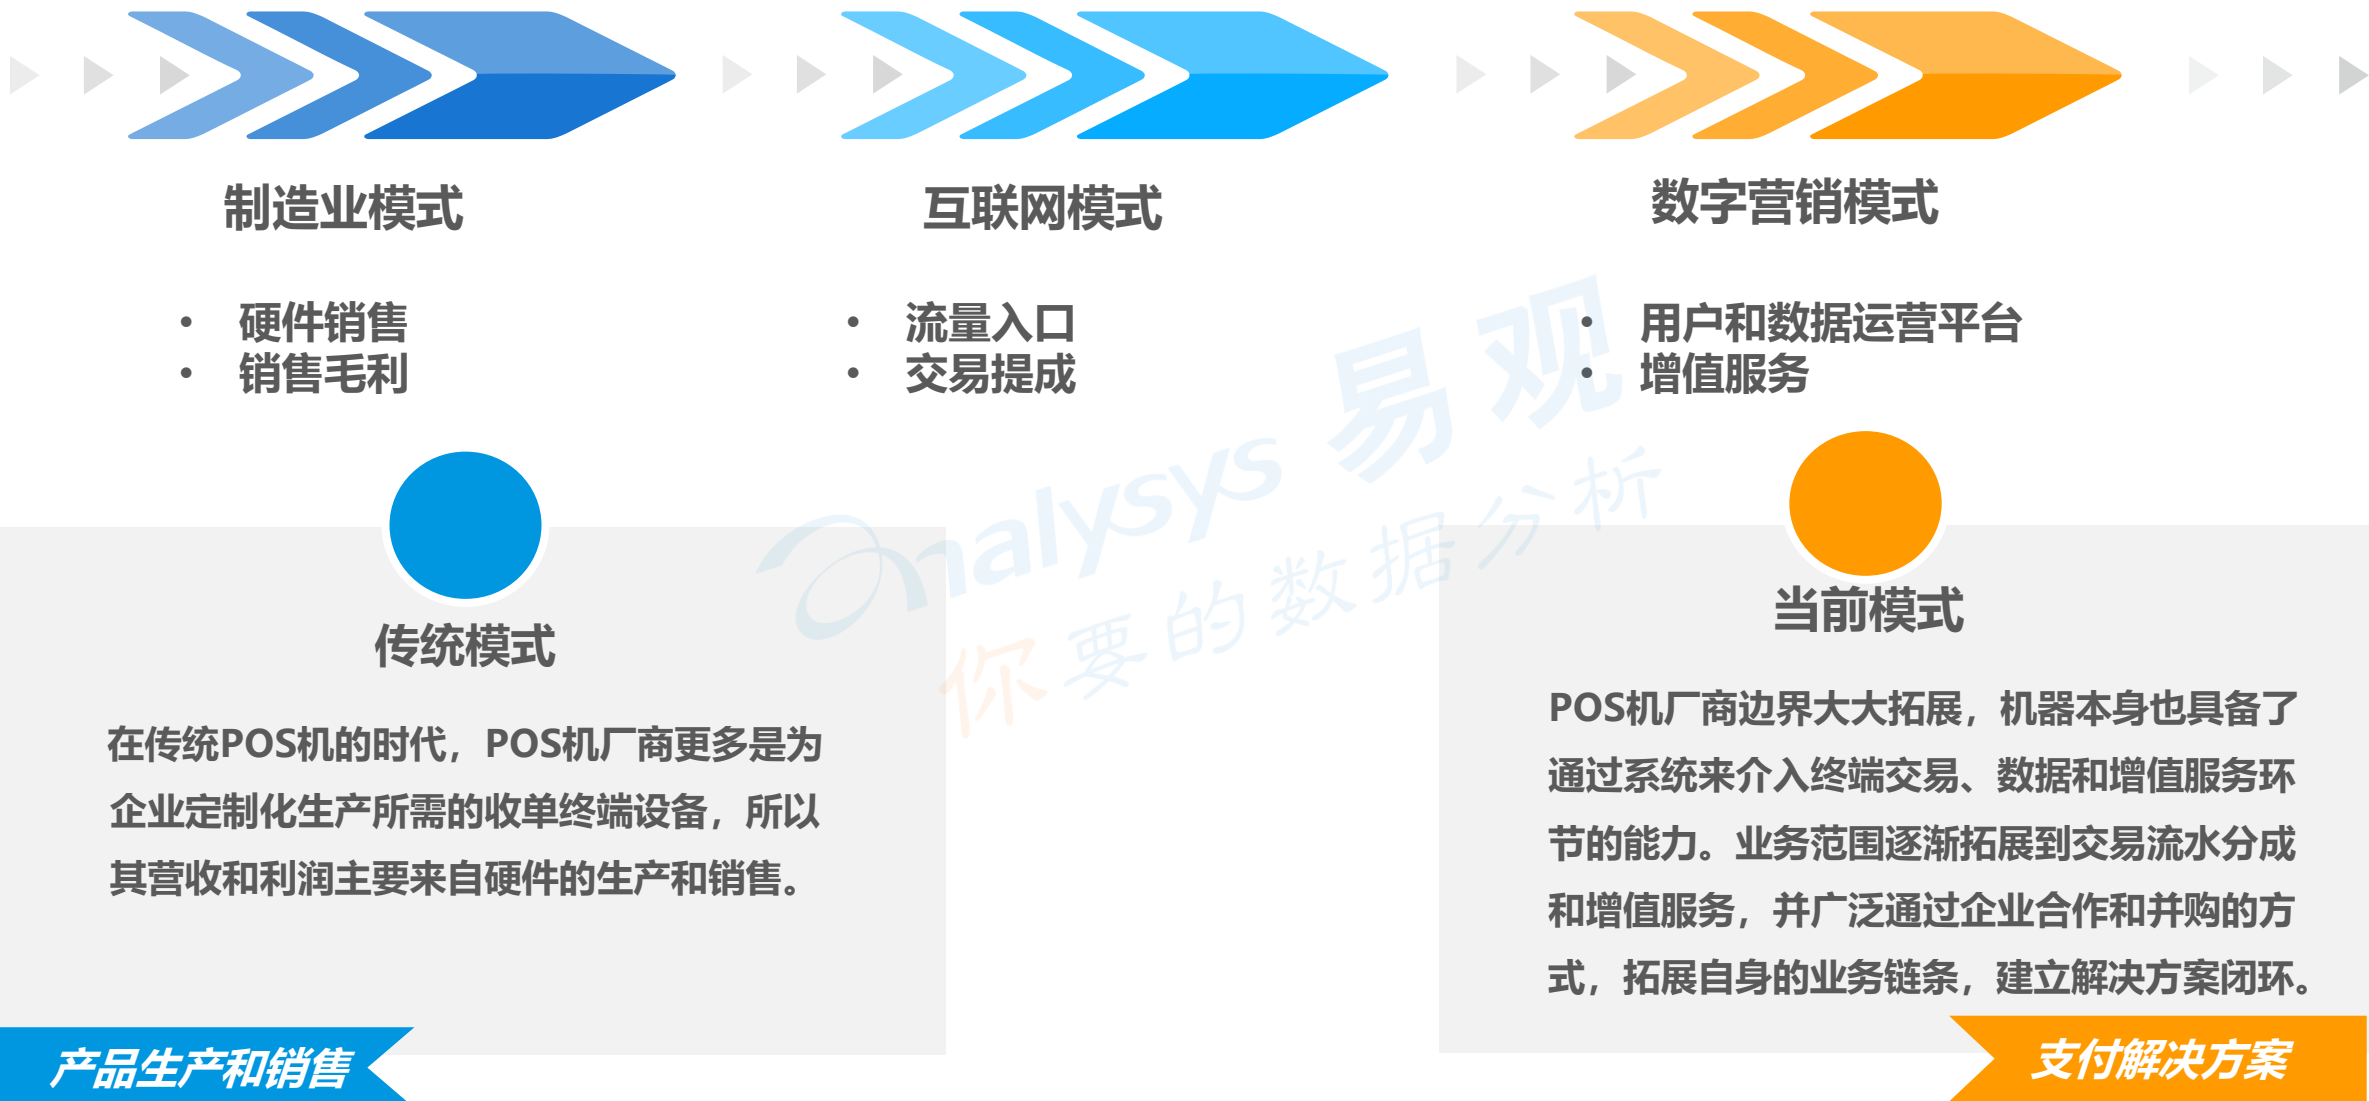 制造业模式
互联网模式
数字营销模式
• 硬件销售
• 销售毛利
• 流量入口
• 交易提成
• 用户和数据运营平台
• 增值服务
analysys 易观
你要的数据分析
传统模式
在传统POS机的时代，POS机厂商更多是为
企业定制化生产所需的收单终端设备，所以
其营收和利润主要来自硬件的生产和销售。
产品生产和销售
当前模式
POS机厂商边界大大拓展，机器本身也具备了
通过系统来介入终端交易、数据和增值服务环
节的能力。业务范围逐渐拓展到交易流水分成
和增值服务，并广泛通过企业合作和并购的方
式，拓展自身的业务链条，建立解决方案闭环。
支付解决方案